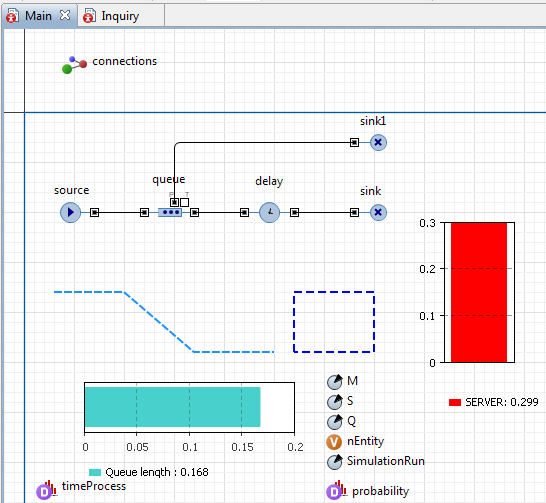 Main Inquiry
connections
sink1
source queue delay sink
0.3
0.2
0.1
0
SERVER: 0.299
0 0.05 0.1 0.15 0.2
Queue length : 0.168
M
S
Q
V nEntity
SimulationRun
D timeProcess
D probability